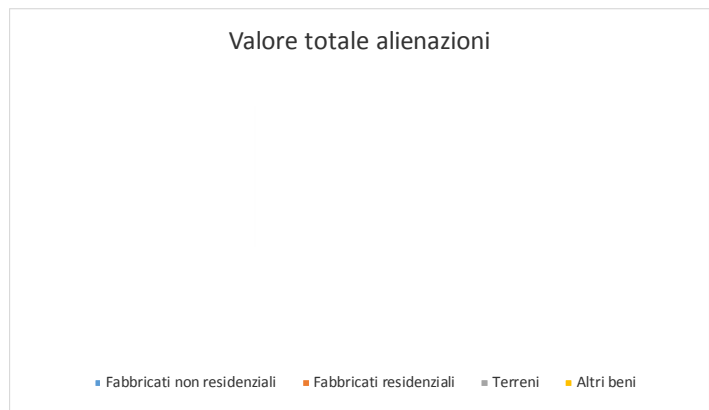 Valore totale alienazioni
Fabbricati non residenziali Fabbricati residenziali Terreni Altri beni